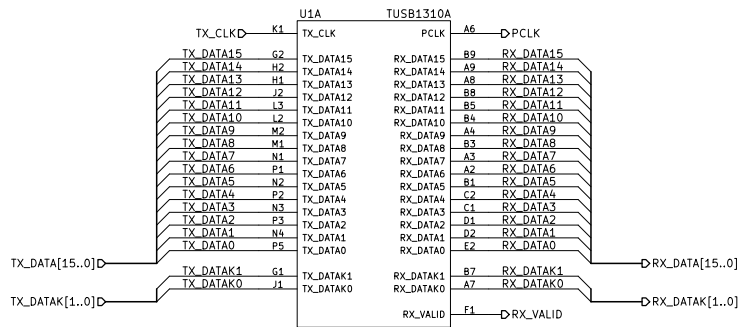 U1A TUSB1310A
TX_CLK K1 TX_CLK PCLK A6 PCLK
TX_DATA15 G2 TX_DATA15 RX_DATA15 B9 RX_DATA15
TX_DATA14 H2 TX_DATA14 RX_DATA14 A9 RX_DATA14
TX_DATA13 H1 TX_DATA13 RX_DATA13 A8 RX_DATA13
TX_DATA12 J2 TX_DATA12 RX_DATA12 B8 RX_DATA12
TX_DATA11 L3 TX_DATA11 RX_DATA11 B5 RX_DATA11
TX_DATA10 L2 TX_DATA10 RX_DATA10 B4 RX_DATA10
TX_DATA9 M2 TX_DATA9 RX_DATA9 A4 RX_DATA9
TX_DATA8 M1 TX_DATA8 RX_DATA8 B3 RX_DATA8
TX_DATA7 N1 TX_DATA7 RX_DATA7 A3 RX_DATA7
TX_DATA6 P1 TX_DATA6 RX_DATA6 A2 RX_DATA6
TX_DATA5 N2 TX_DATA5 RX_DATA5 B1 RX_DATA5
TX_DATA4 P2 TX_DATA4 RX_DATA4 C2 RX_DATA4
TX_DATA3 N3 TX_DATA3 RX_DATA3 C1 RX_DATA3
TX_DATA2 P3 TX_DATA2 RX_DATA2 D1 RX_DATA2
TX_DATA1 N4 TX_DATA1 RX_DATA1 D2 RX_DATA1
TX_DATA0 P5 TX_DATA0 RX_DATA0 E2 RX_DATA0
TX_DATA[15..0] RX_DATA[15..0]
TX_DATAK1 G1 TX_DATAK1 RX_DATAK1 B7 RX_DATAK1
TX_DATAK0 J1 TX_DATAK0 RX_DATAK0 A7 RX_DATAK0
TX_DATAK[1..0] RX_DATAK[1..0]
RX_VALID F1 RX_VALID